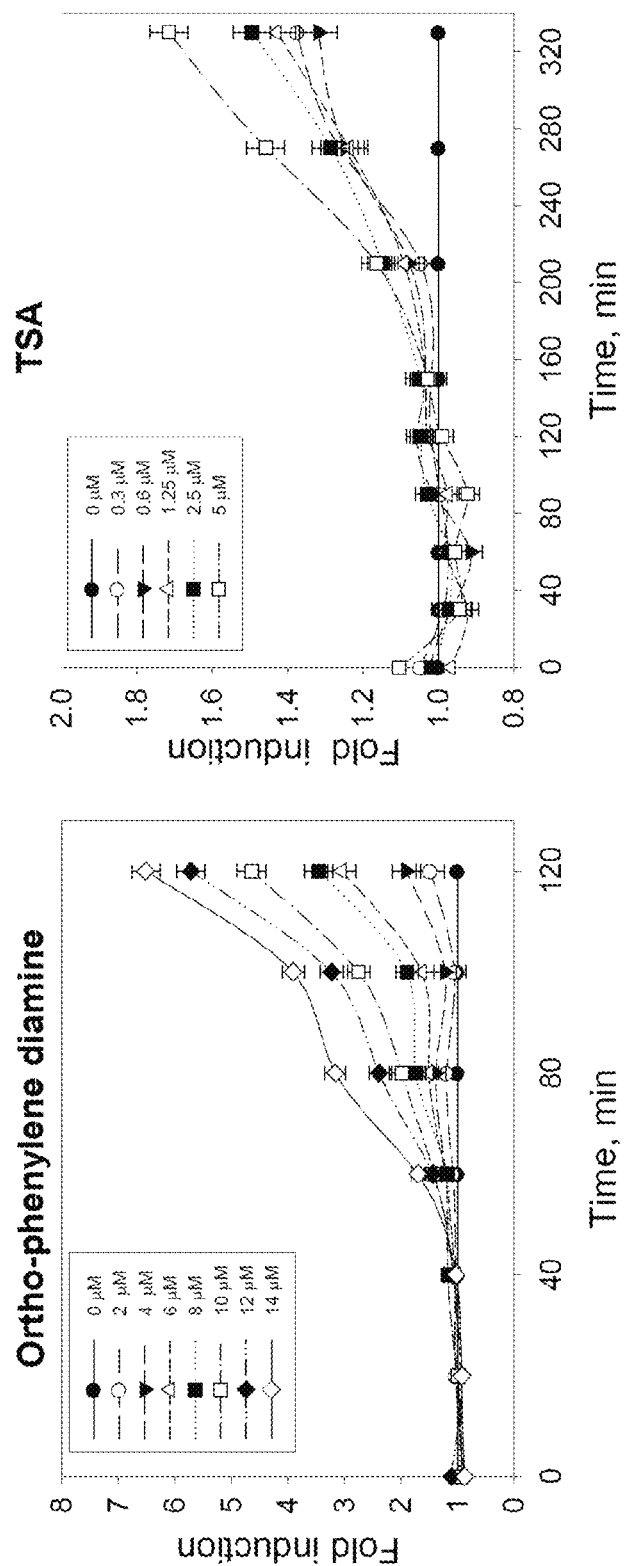 Ortho-phenylene diamine
Fold induction
8
7
6
5
4
3
2
1
0
0 µM
2 µM
4 µM
6 µM
8 µM
10 µM
12 µM
14 µM
0
40
80
120
Time, min
TSA
Fold induction
2.0
1.8
1.6
1.4
1.2
1.0
0.8
0 µM
0.3 µM
0.6 µM
1.25 µM
2.5 µM
5 µM
0
40
80
120
160
200
240
280
320
Time, min